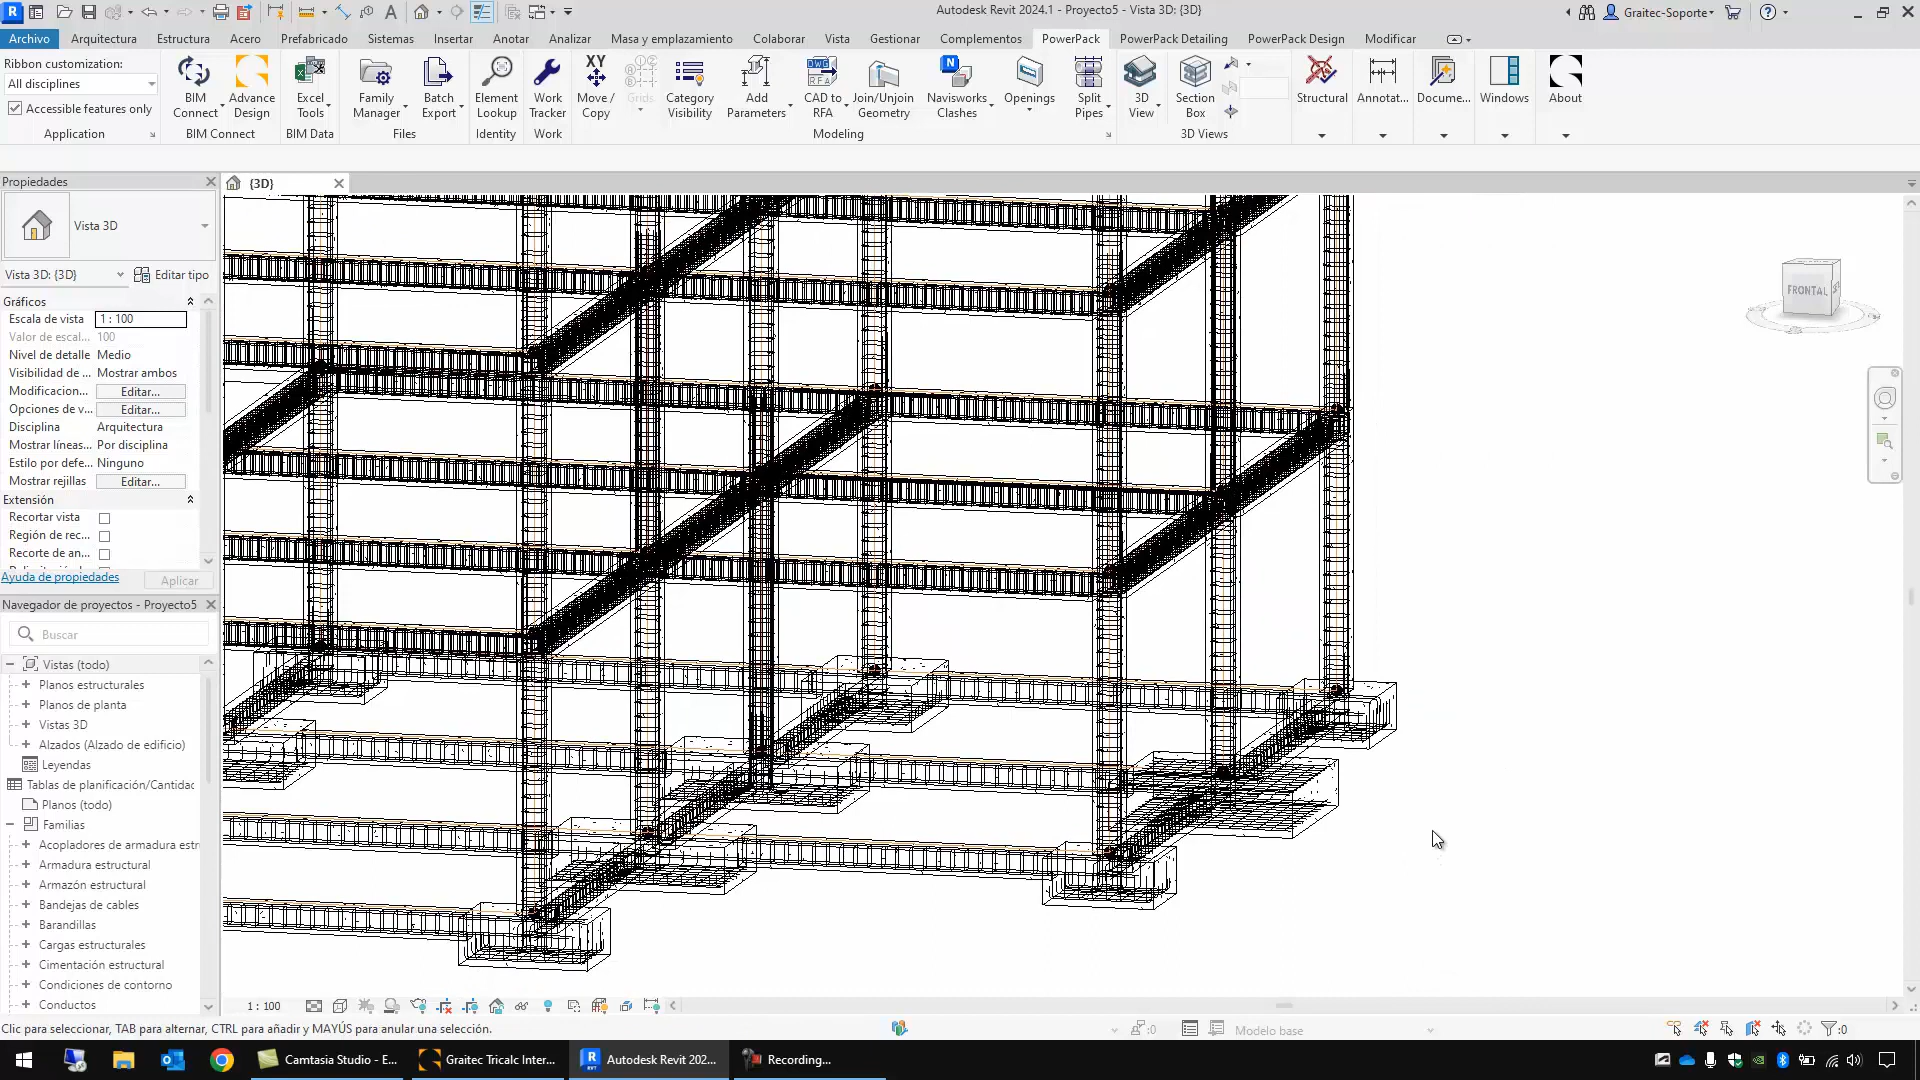 Autodesk Revit 2024.1 - Proyecto5 - Vista 3D: {3D}
Graitec-Soporte
Archivo Arquitectura Estructura Acero Prefabricado Sistemas Insertar Anotar Analizar Masa y emplazamiento Colaborar Vista Gestionar Complementos PowerPack PowerPack Detailing PowerPack Design Modificar
Ribbon customization:
All disciplines
Accessible features only
Application
BIM Connect
Advance Design
BIM Connect
Excel Tools
BIM Data
Family Manager
Batch Export
Files
Element Lookup
Identity
Work Tracker
Work
XY
Move / Copy
Grids
Category Visibility
Add Parameters
DWG
RFA
CAD to RFA
Join/Unjoin Geometry
N
Navisworks Clashes
Openings
Split Pipes
Modeling
3D View
Section Box
3D Views
Structural
Annotat...
Docume...
Windows
About
Propiedades
{3D}
Vista 3D
Vista 3D: {3D}
Editar tipo
Gráficos
Escala de vista 1 : 100
Valor de escal... 100
Nivel de detalle Medio
Visibilidad de ... Mostrar ambos
Modificacion... Editar...
Opciones de v... Editar...
Disciplina Arquitectura
Mostrar líneas... Por disciplina
Estilo por defe... Ninguno
Mostrar rejillas Editar...
Extensión
Recortar vista
Región de rec...
Recorte de an...
Ayuda de propiedades
Aplicar
Navegador de proyectos - Proyecto5
Buscar
Vistas (todo)
Planos estructurales
Planos de planta
Vistas 3D
Alzados (Alzado de edificio)
Leyendas
Tablas de planificación/Cantidac
Planos (todo)
Familias
Acopladores de armadura estr
Armadura estructural
Armazón estructural
Bandejas de cables
Barandillas
Cargas estructurales
Cimentación estructural
Condiciones de contorno
Conductos
FRONTAL
1 : 100
Clic para seleccionar, TAB para alternar, CTRL para añadir y MAYÚS para anular una selección.
:0
Modelo base
:0
Camtasia Studio - E...
Graitec Tricalc Inter...
Autodesk Revit 202...
Recording...